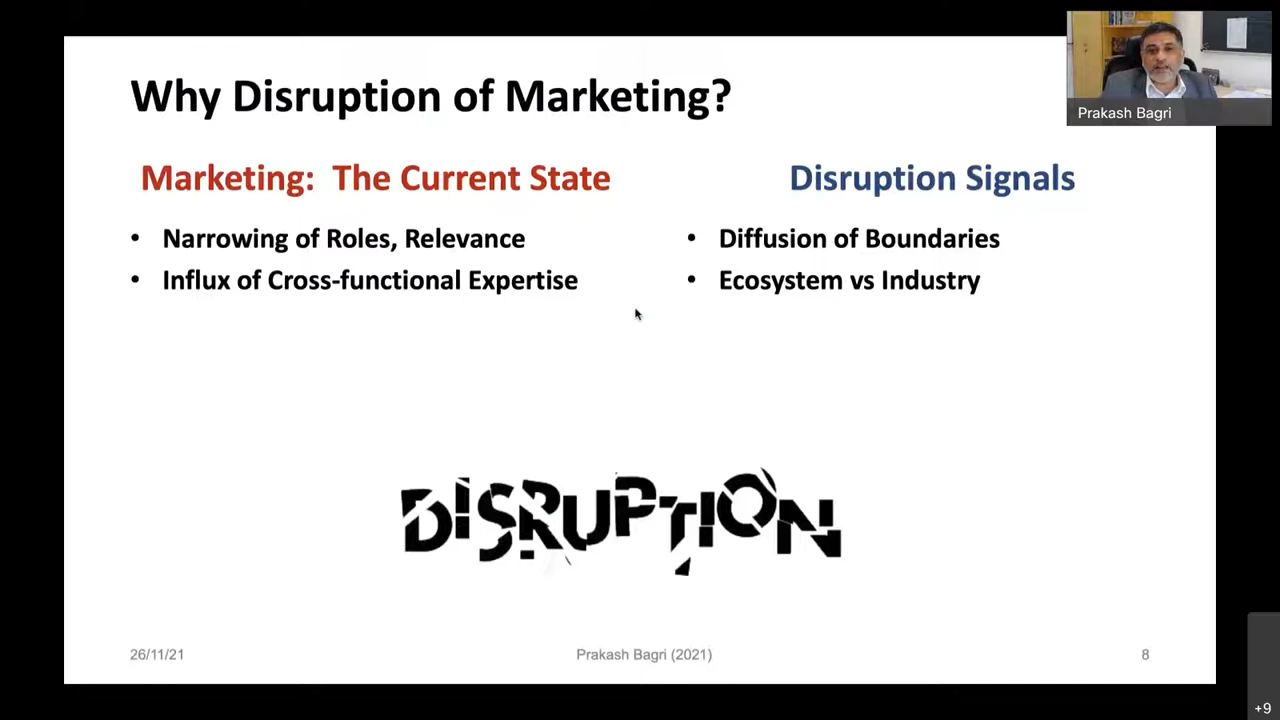 Why Disruption of Marketing?
Prakash Bagri
Marketing: The Current State
• Narrowing of Roles, Relevance
• Influx of Cross-functional Expertise
Disruption Signals
• Diffusion of Boundaries
• Ecosystem vs Industry
DISRUPTION
26/11/21
Prakash Bagri (2021)
8
+9